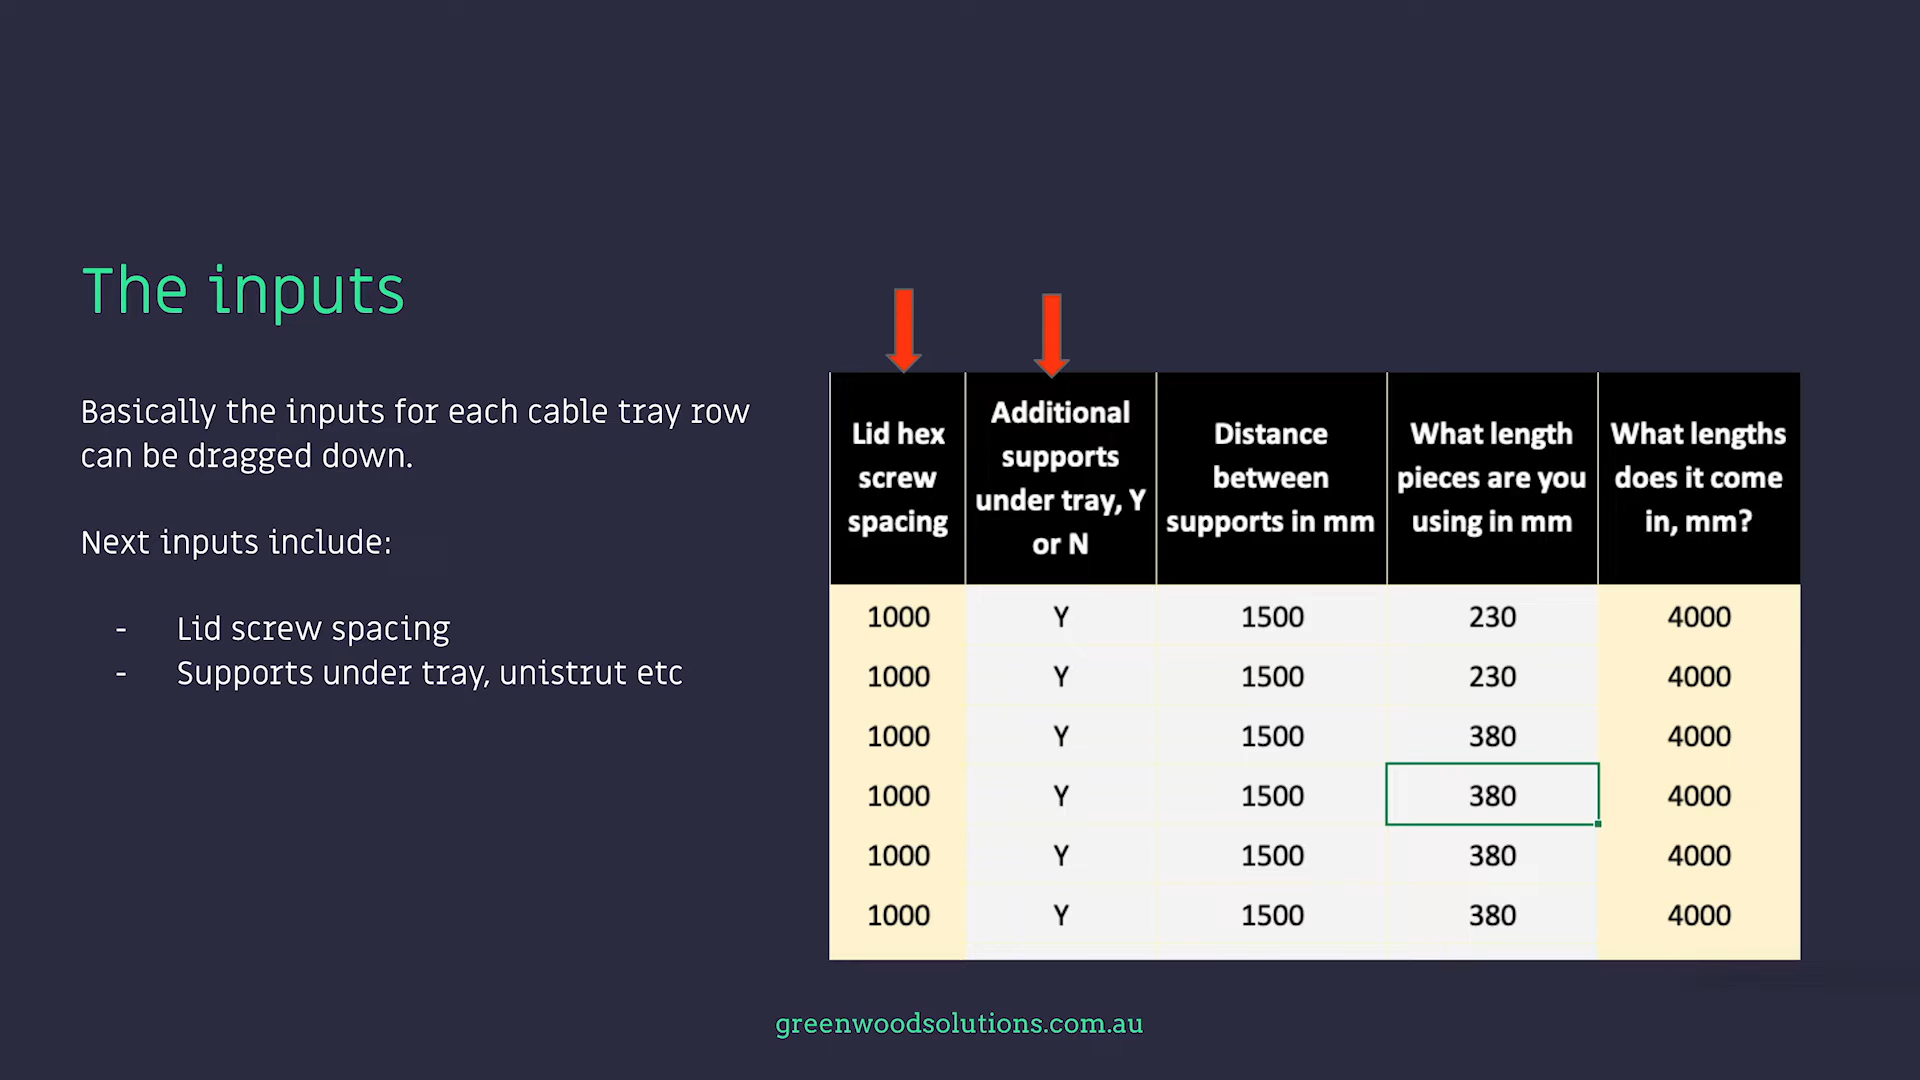 The inputs
Basically the inputs for each cable tray row
can be dragged down.
Next inputs include:
- Lid screw spacing
- Supports under tray, unistrut etc
Lid hex
screw
spacing
Additional
supports
under tray, Y
or N
Distance
between
supports in mm
What length
pieces are you
using in mm
What lengths
does it come
in, mm?
1000 Y 1500 230 4000
1000 Y 1500 230 4000
1000 Y 1500 380 4000
1000 Y 1500 380 4000
1000 Y 1500 380 4000
1000 Y 1500 380 4000
greenwoodsolutions.com.au